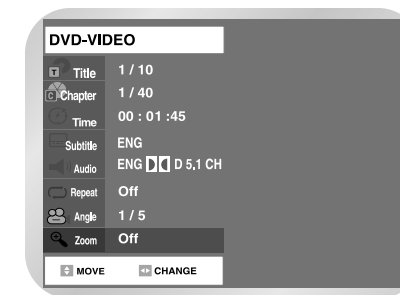 DVD-VIDEO
T Title 1 / 10
C Chapter 1 / 40
Time 00 : 01 :45
Subtitle ENG
Audio ENG D 5.1 CH
Repeat Off
Angle 1 / 5
Zoom Off
MOVE CHANGE